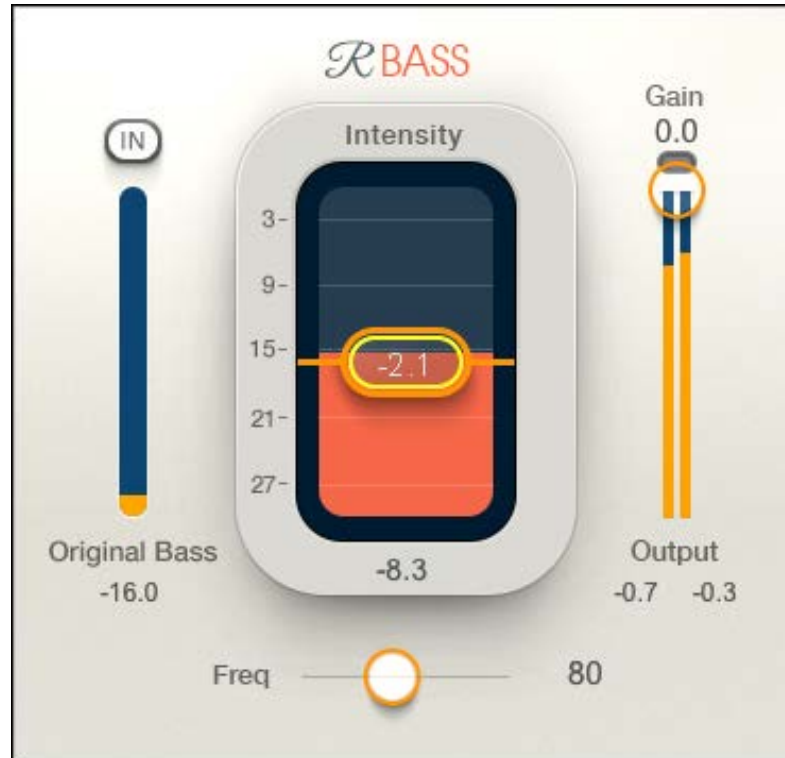 R BASS
IN
Intensity
Gain
0.0
3-
9-
15-
-2.1
21-
27-
Original Bass
-16.0
-8.3
Output
-0.7 -0.3
Freq 80